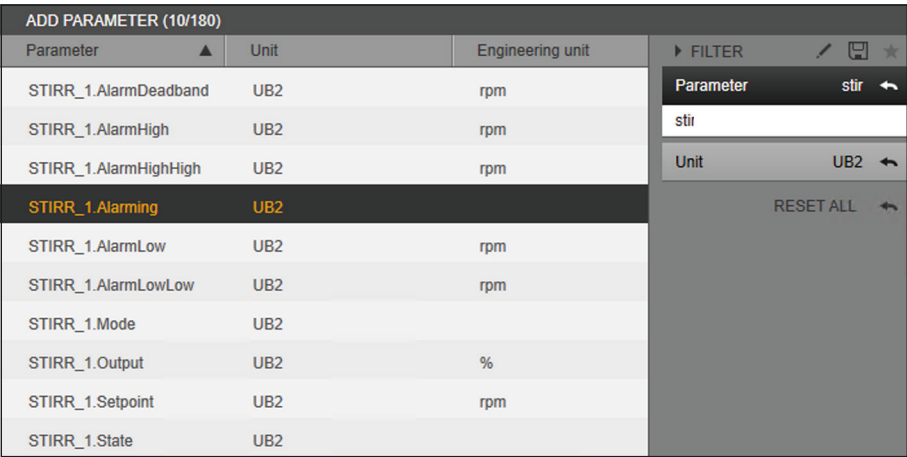 ADD PARAMETER (10/180)
Parameter Unit Engineering unit
STIRR_1.AlarmDeadband UB2 rpm
STIRR_1.AlarmHigh UB2 rpm
STIRR_1.AlarmHighHigh UB2 rpm
STIRR_1.Alarming UB2
STIRR_1.AlarmLow UB2 rpm
STIRR_1.AlarmLowLow UB2 rpm
STIRR_1.Mode UB2
STIRR_1.Output UB2 %
STIRR_1.Setpoint UB2 rpm
STIRR_1.State UB2
FILTER
Parameter stir
stir
Unit UB2
RESET ALL